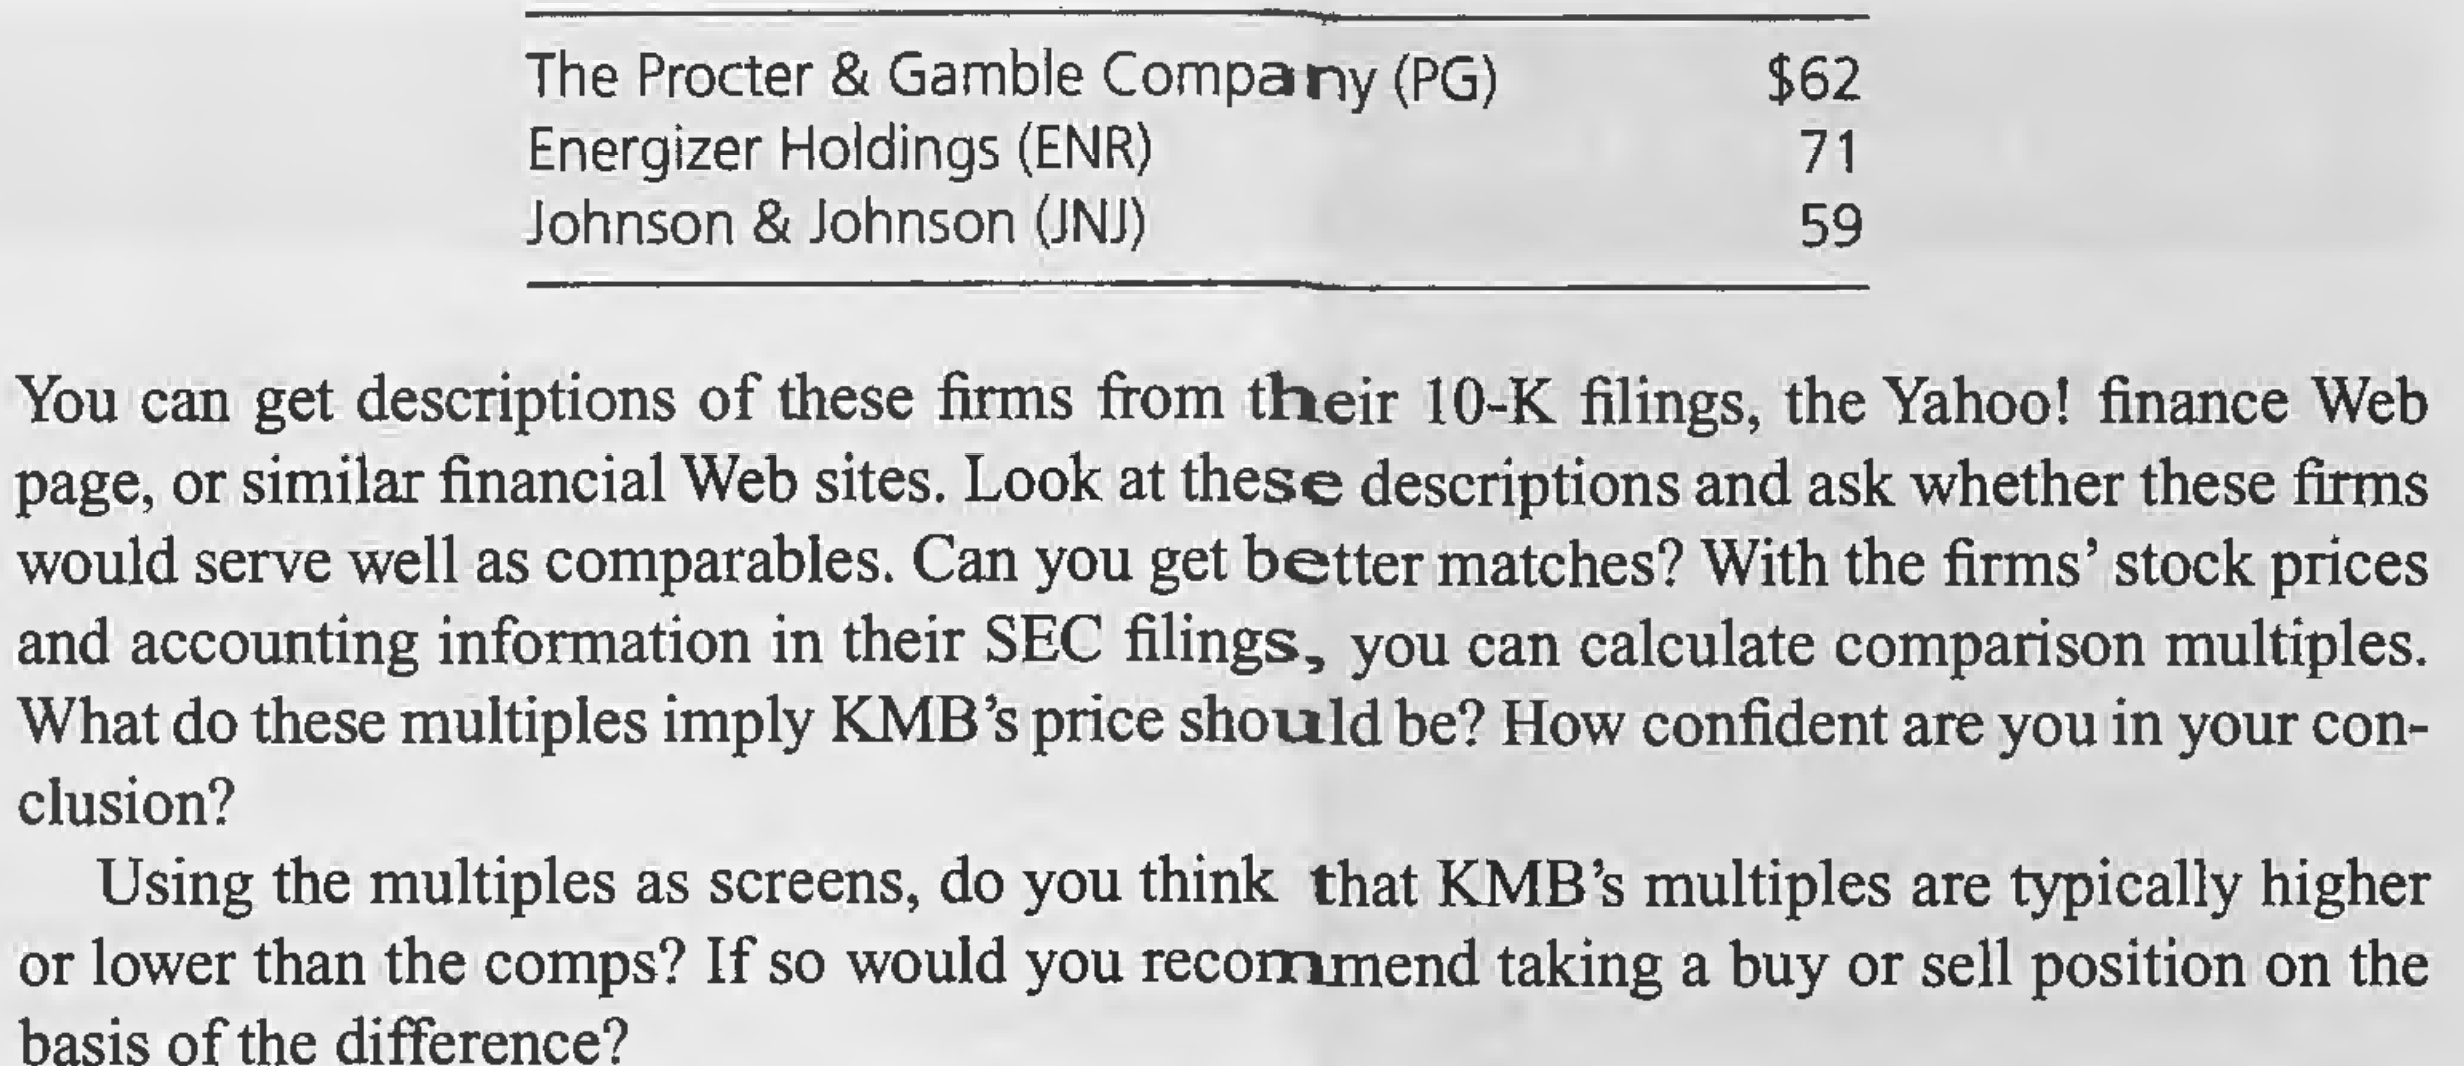 The Procter & Gamble Company (PG) $62
Energizer Holdings (ENR) 71
Johnson & Johnson (JNJ) 59
You can get descriptions of these firms from their 10-K filings, the Yahoo! finance Web
page, or similar financial Web sites. Look at these descriptions and ask whether these firms
would serve well as comparables. Can you get better matches? With the firms’ stock prices
and accounting information in their SEC filings, you can calculate comparison multiples.
What do these multiples imply KMB’s price should be? How confident are you in your con-
clusion?
Using the multiples as screens, do you think that KMB’s multiples are typically higher
or lower than the comps? If so would you recommend taking a buy or sell position on the
basis of the difference?